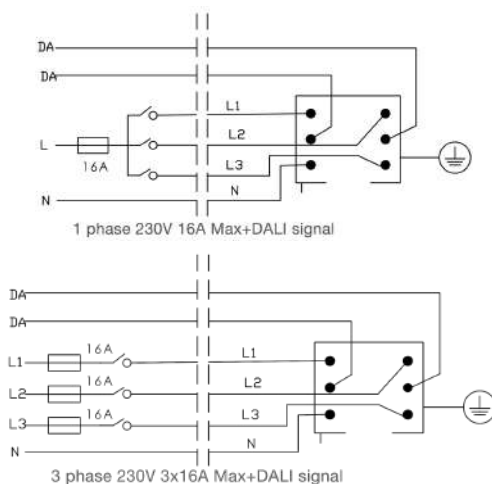 DA
DA
L1
L 16A L2
L3
N N
1 phase 230V 16A Max+DALI signal
DA
DA
L1 16A L1
L2 16A L2
L3 16A L3
N N
3 phase 230V 3x16A Max+DALI signal